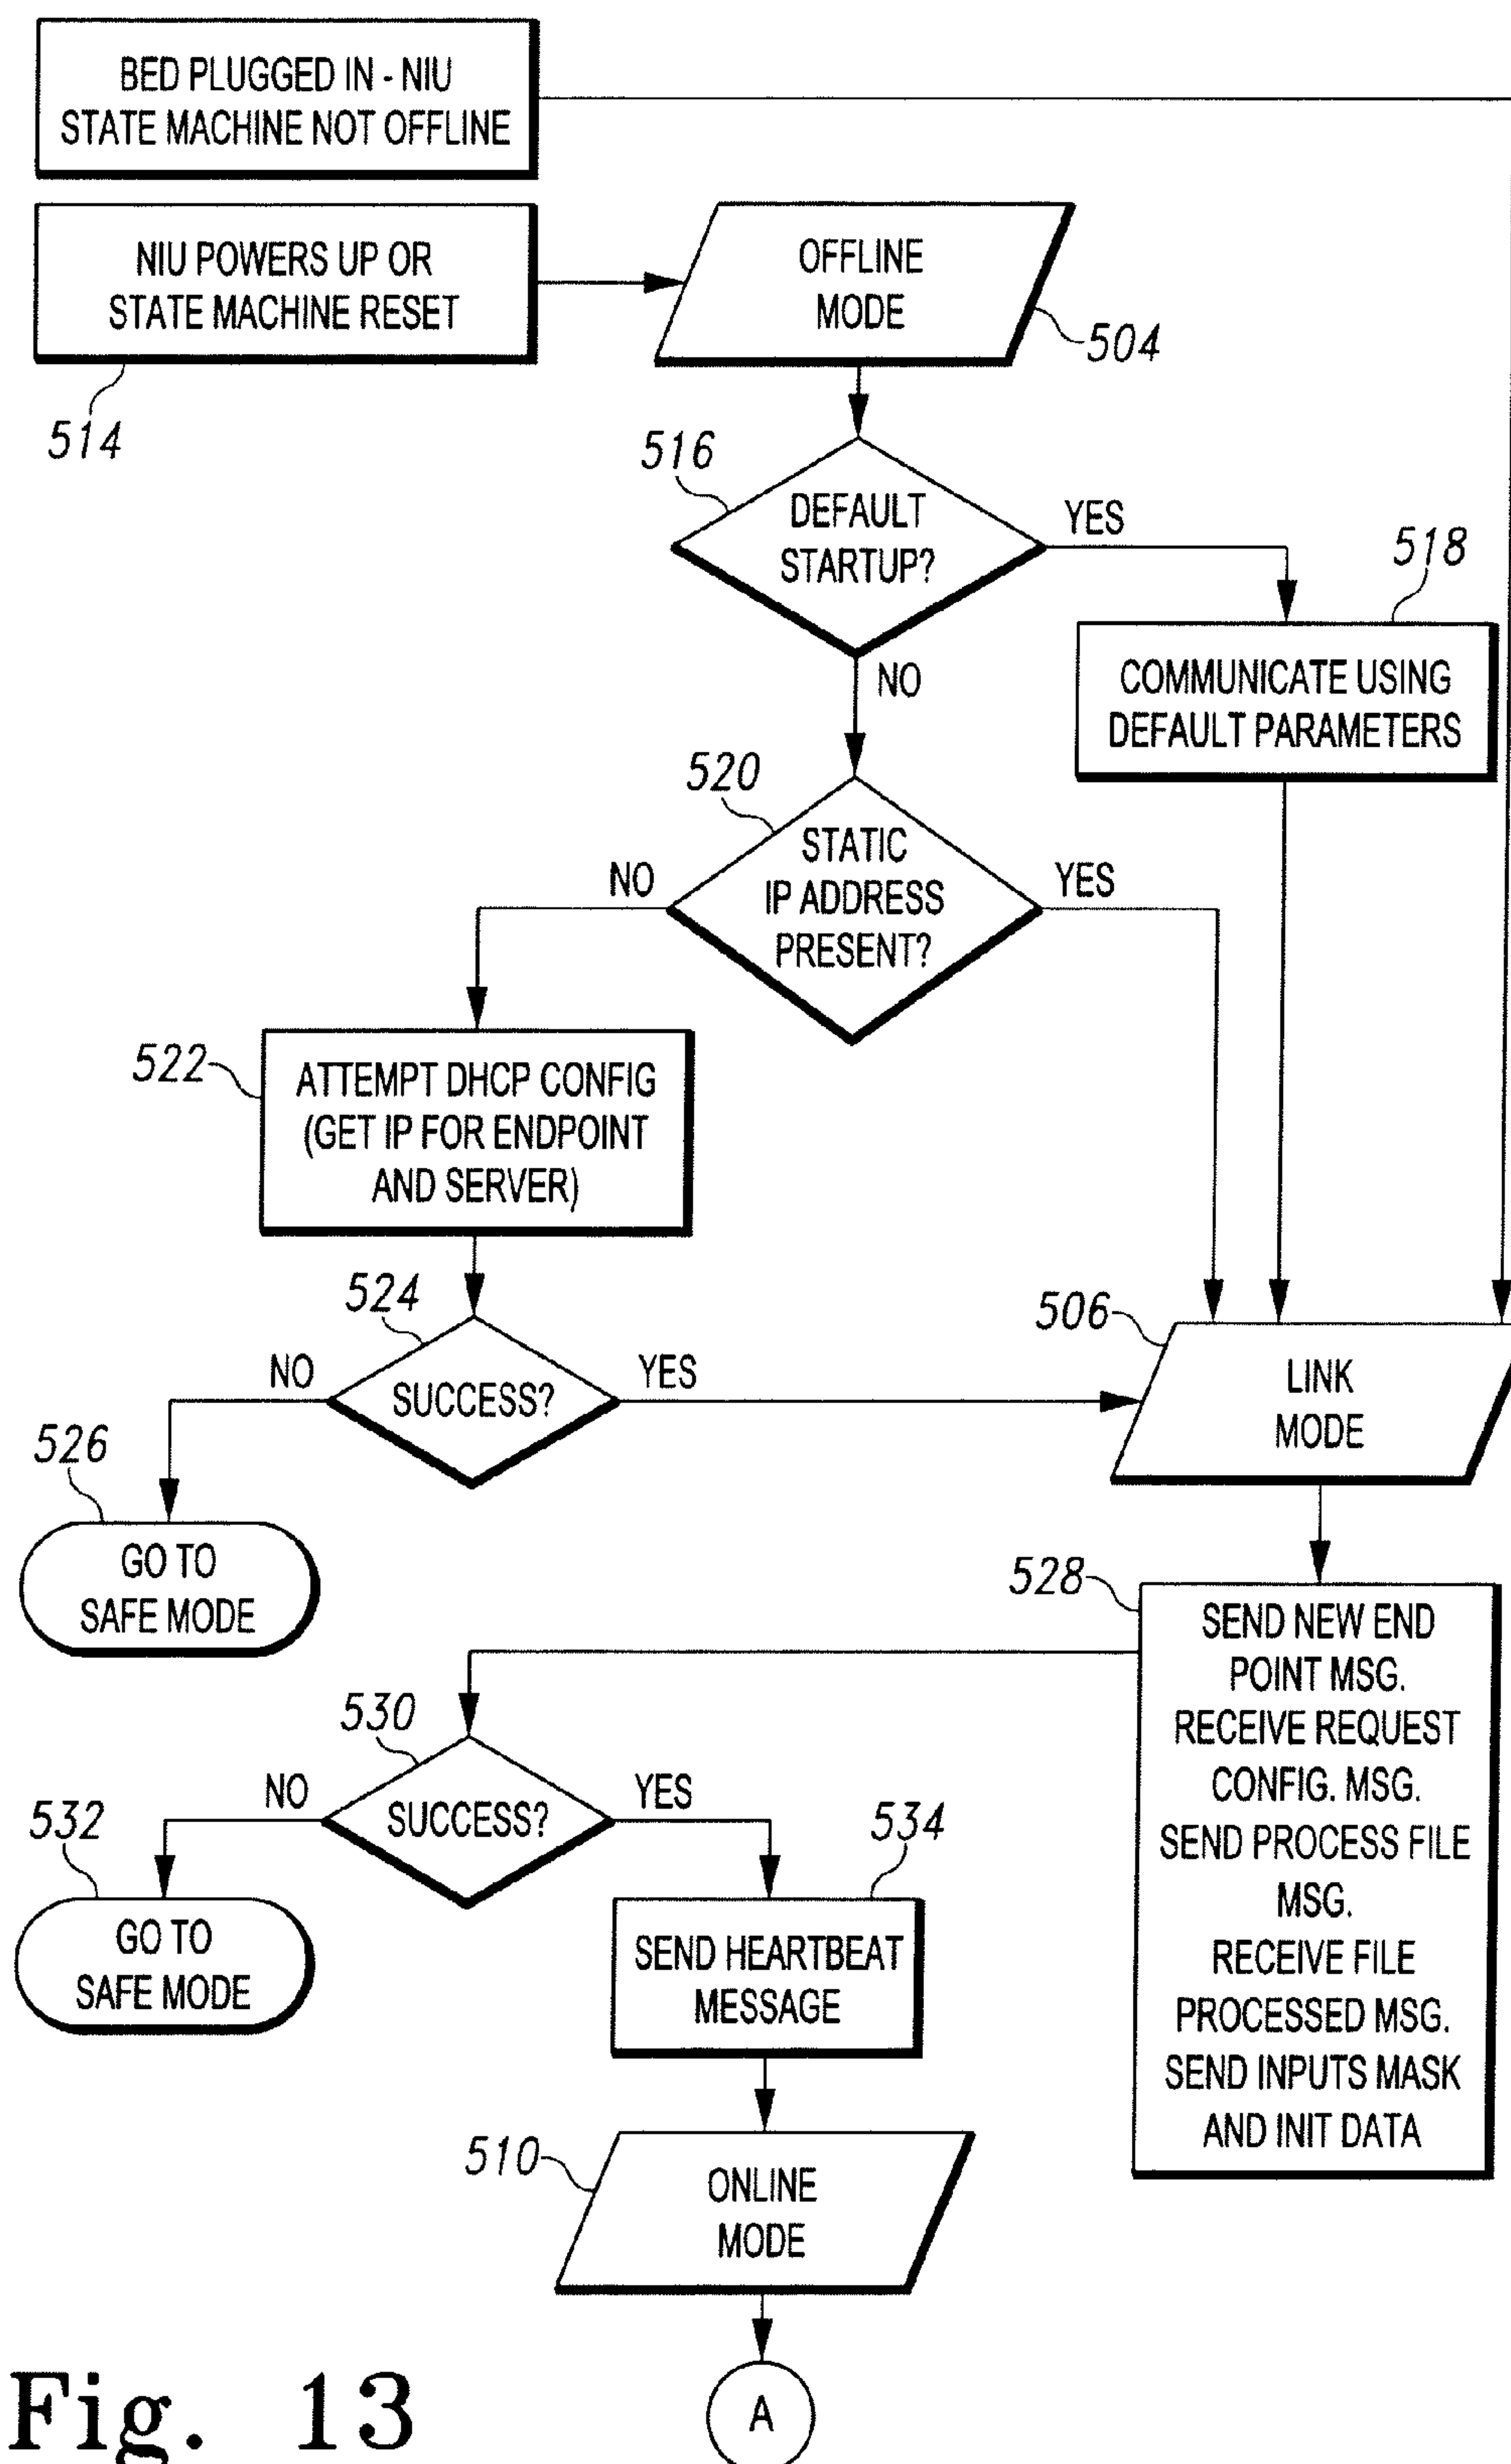 BED PLUGGED IN - NIU
STATE MACHINE NOT OFFLINE
NIU POWERS UP OR
STATE MACHINE RESET
514
OFFLINE
MODE
504
516
DEFAULT
STARTUP?
YES
NO
518
COMMUNICATE USING
DEFAULT PARAMETERS
520
STATIC
IP ADDRESS
PRESENT?
NO
YES
522
ATTEMPT DHCP CONFIG
(GET IP FOR ENDPOINT
AND SERVER)
524
SUCCESS?
NO
YES
506
LINK
MODE
526
GO TO
SAFE MODE
528
SEND NEW END
POINT MSG.
RECEIVE REQUEST
CONFIG. MSG.
SEND PROCESS FILE
MSG.
RECEIVE FILE
PROCESSED MSG.
SEND INPUTS MASK
AND INIT DATA
530
SUCCESS?
NO
YES
532
GO TO
SAFE MODE
534
SEND HEARTBEAT
MESSAGE
510
ONLINE
MODE
A
Fig. 13